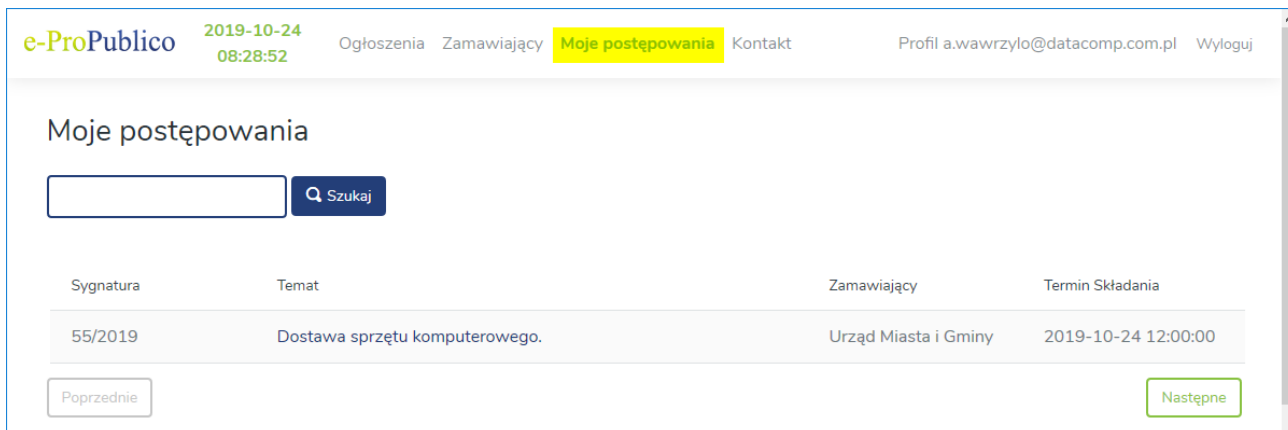 e-ProPublico 2019-10-24 08:28:52 Ogłoszenia Zamawiający Moje postępowania Kontakt Profil a.wawrzylo@datacomp.com.pl Wyloguj
Moje postępowania
Szukaj
Sygnatura Temat Zamawiający Termin Składania
55/2019 Dostawa sprzętu komputerowego. Urząd Miasta i Gminy 2019-10-24 12:00:00
Poprzednie Następne